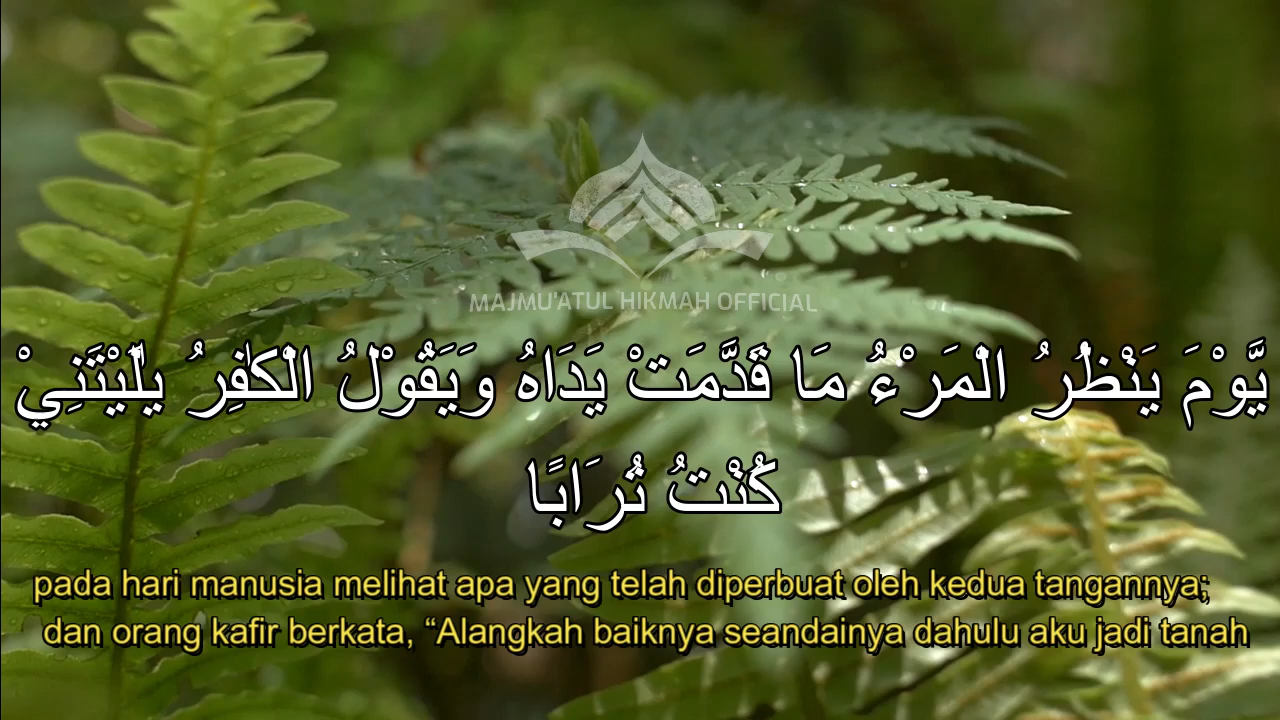 MAJMU'ATUL HIKMAH OFFICIAL
يَّوْمَ يَنْظُرُ الْمَرْءُ مَا قَدَّمَتْ يَدَاهُ وَيَقُوْلُ الْكٰفِرُ يٰلَيْتَنِيْ
كُنْتُ تُرَابًا
pada hari manusia melihat apa yang telah diperbuat oleh kedua tangannya;
dan orang kafir berkata, “Alangkah baiknya seandainya dahulu aku jadi tanah